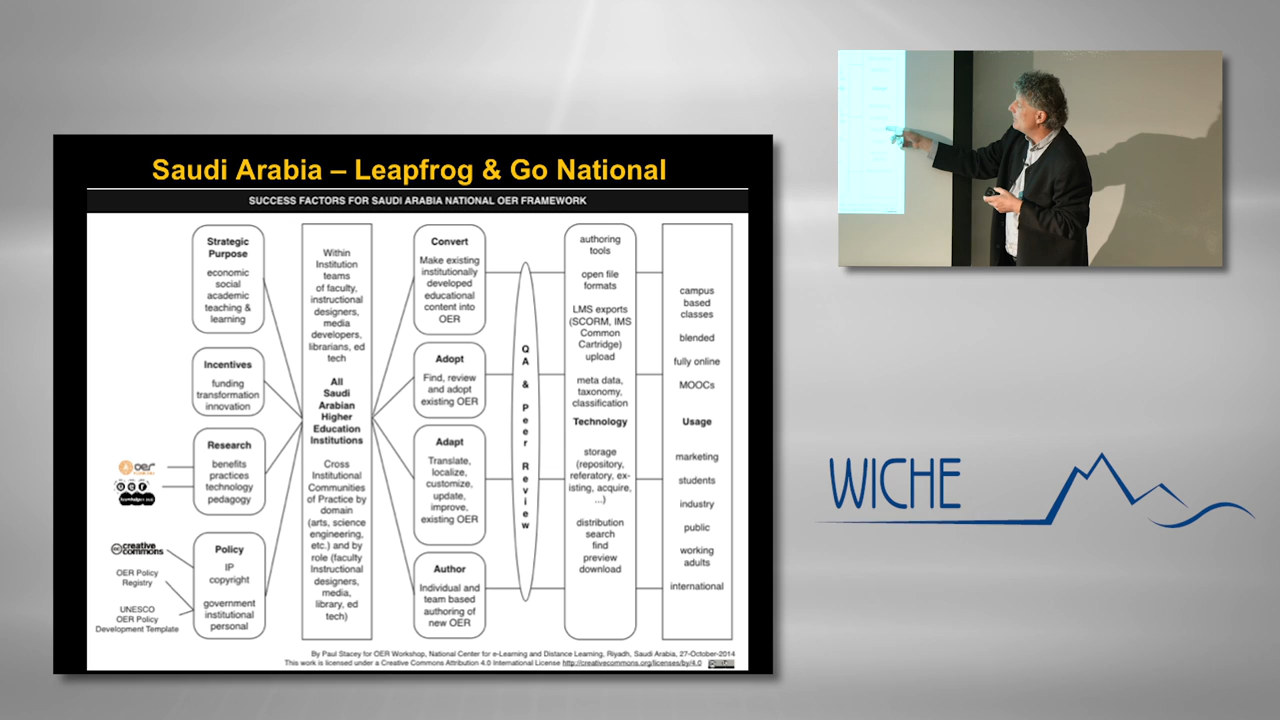 Saudi Arabia – Leapfrog & Go National
SUCCESS FACTORS FOR SAUDI ARABIA NATIONAL OER FRAMEWORK
Strategic
Purpose
economic
social
academic
teaching &
learning
Incentives
funding
transformation
innovation
Research
benefits
practices
technology
pedagogy
oer
creative
commons
OER Policy
Registry
UNESCO
OER Policy
Development Template
Policy
IP
copyright
government
institutional
personal
Within
Institution
teams
of faculty,
instructional
designers,
media
developers,
librarians, ed
tech
All
Saudi
Arabian
Higher
Education
Institutions
Cross
Institutional
Communities
of Practice by
domain
(arts, science
engineering,
etc.) and by
role (faculty
Instructional
designers,
media,
library, ed
tech)
Convert
Make existing
institutionally
developed
educational
content into
OER
Adopt
Find, review
and adopt
existing OER
Adapt
Translate,
localize,
customize,
update,
improve,
existing OER
Author
Individual and
team based
authoring of
new OER
QA & Peer Review
authoring
tools
open file
formats
LMS exports
(SCORM, IMS
Common
Cartridge)
upload
meta data,
taxonomy,
classification
Technology
storage
(repository,
referatory, ex-
isting, acquire,
...)
distribution
search
find
preview
download
campus
based
classes
blended
fully online
MOOCs
Usage
marketing
students
industry
public
working
adults
international
By Paul Stacey for OER Workshop, National Center for e-Learning and Distance Learning, Riyadh, Saudi Arabia, 27-October-2014
This work is licensed under a Creative Commons Attribution 4.0 International License http://creativecommons.org/licenses/by/4.0
WICHE